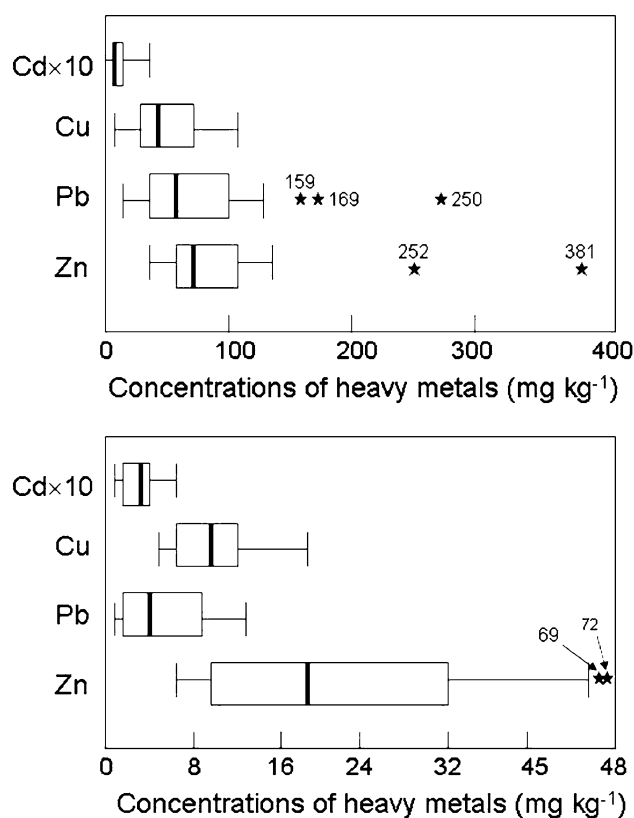 Cd×10
Cu
Pb
159
169
250
Zn
252
381
0 100 200 300 400
Concentrations of heavy metals (mg kg⁻¹)
Cd×10
Cu
Pb
69
72
Zn
0 8 16 24 32 45 48
Concentrations of heavy metals (mg kg⁻¹)